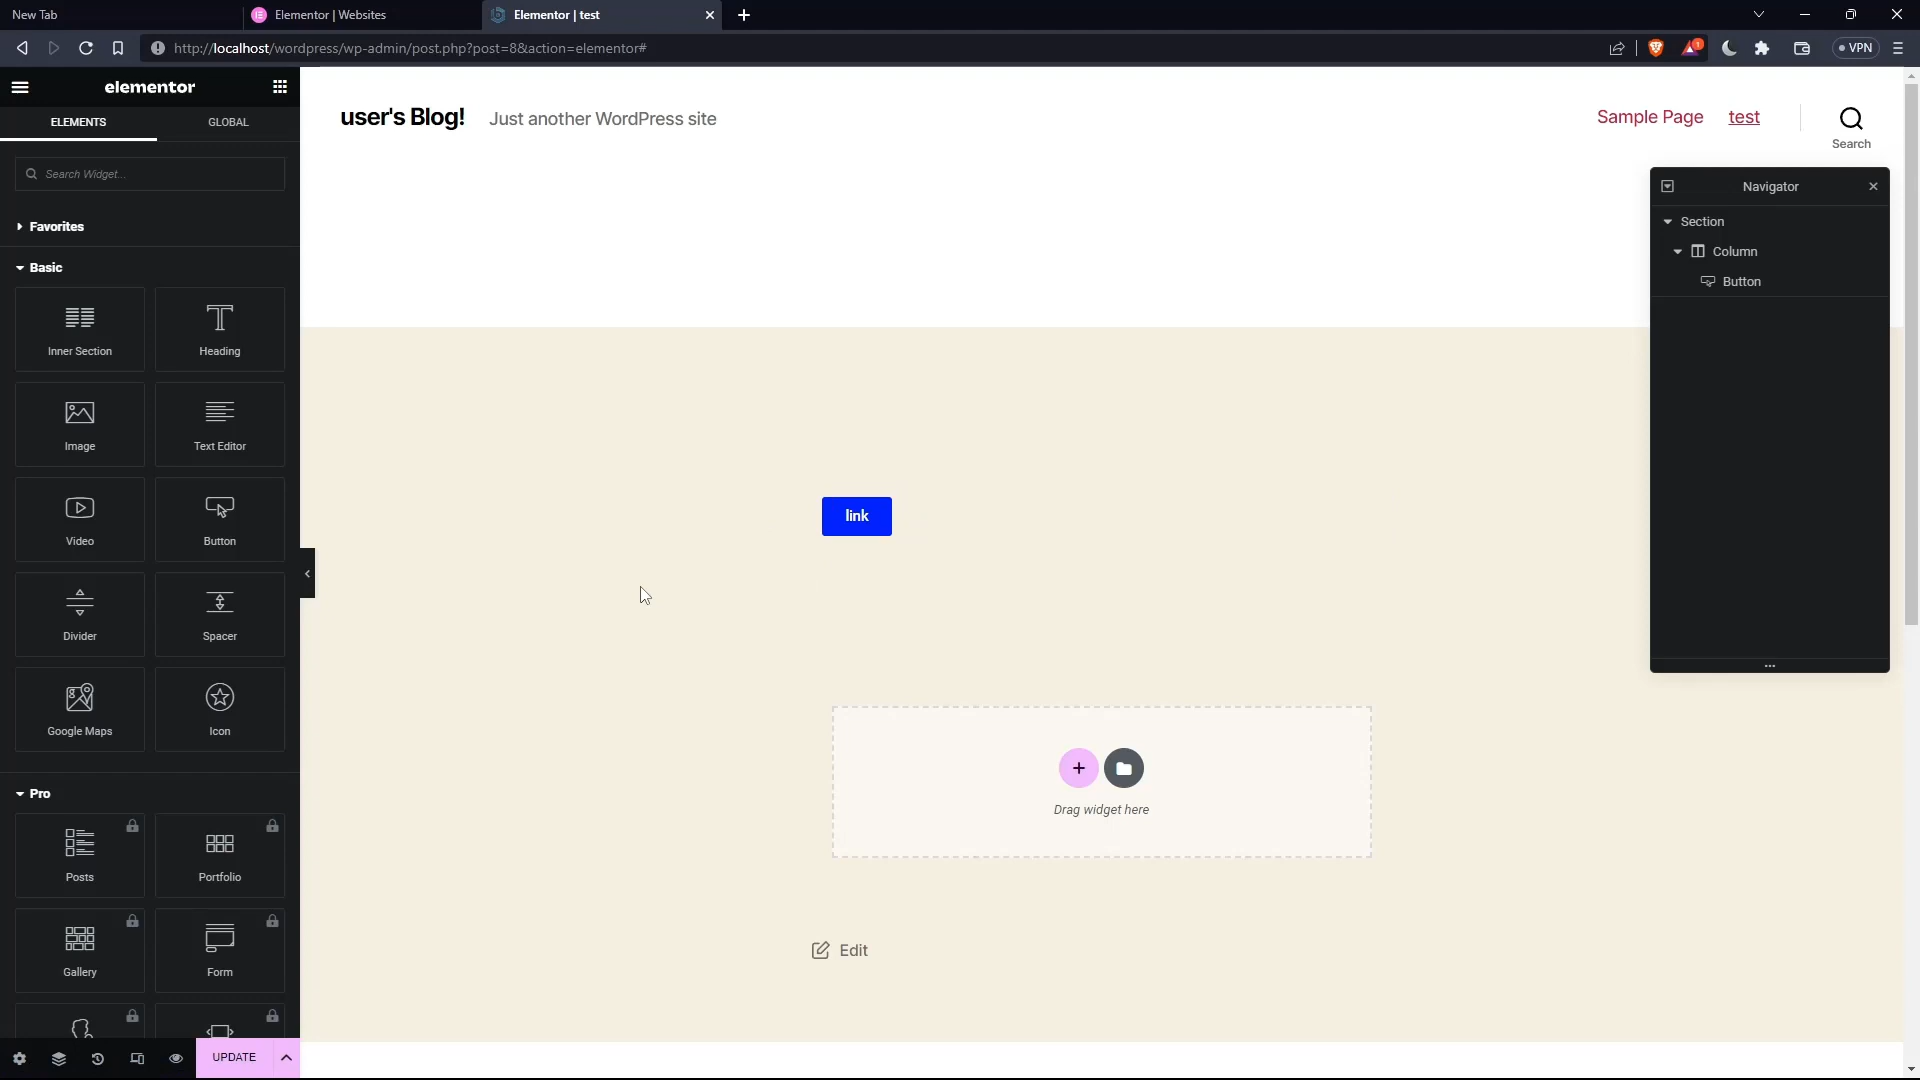 New Tab
Elementor | Websites
Elementor | test
http://localhost/wordpress/wp-admin/post.php?post=8&action=elementor#
1
VPN
elementor
ELEMENTS
GLOBAL
Search Widget...
Favorites
Basic
Inner Section
Heading
Image
Text Editor
Video
Button
Divider
Spacer
Google Maps
Icon
Pro
Posts
Portfolio
Gallery
Form
UPDATE
user's Blog!
Just another WordPress site
Sample Page
test
Search
Navigator
Section
Column
Button
link
Drag widget here
Edit